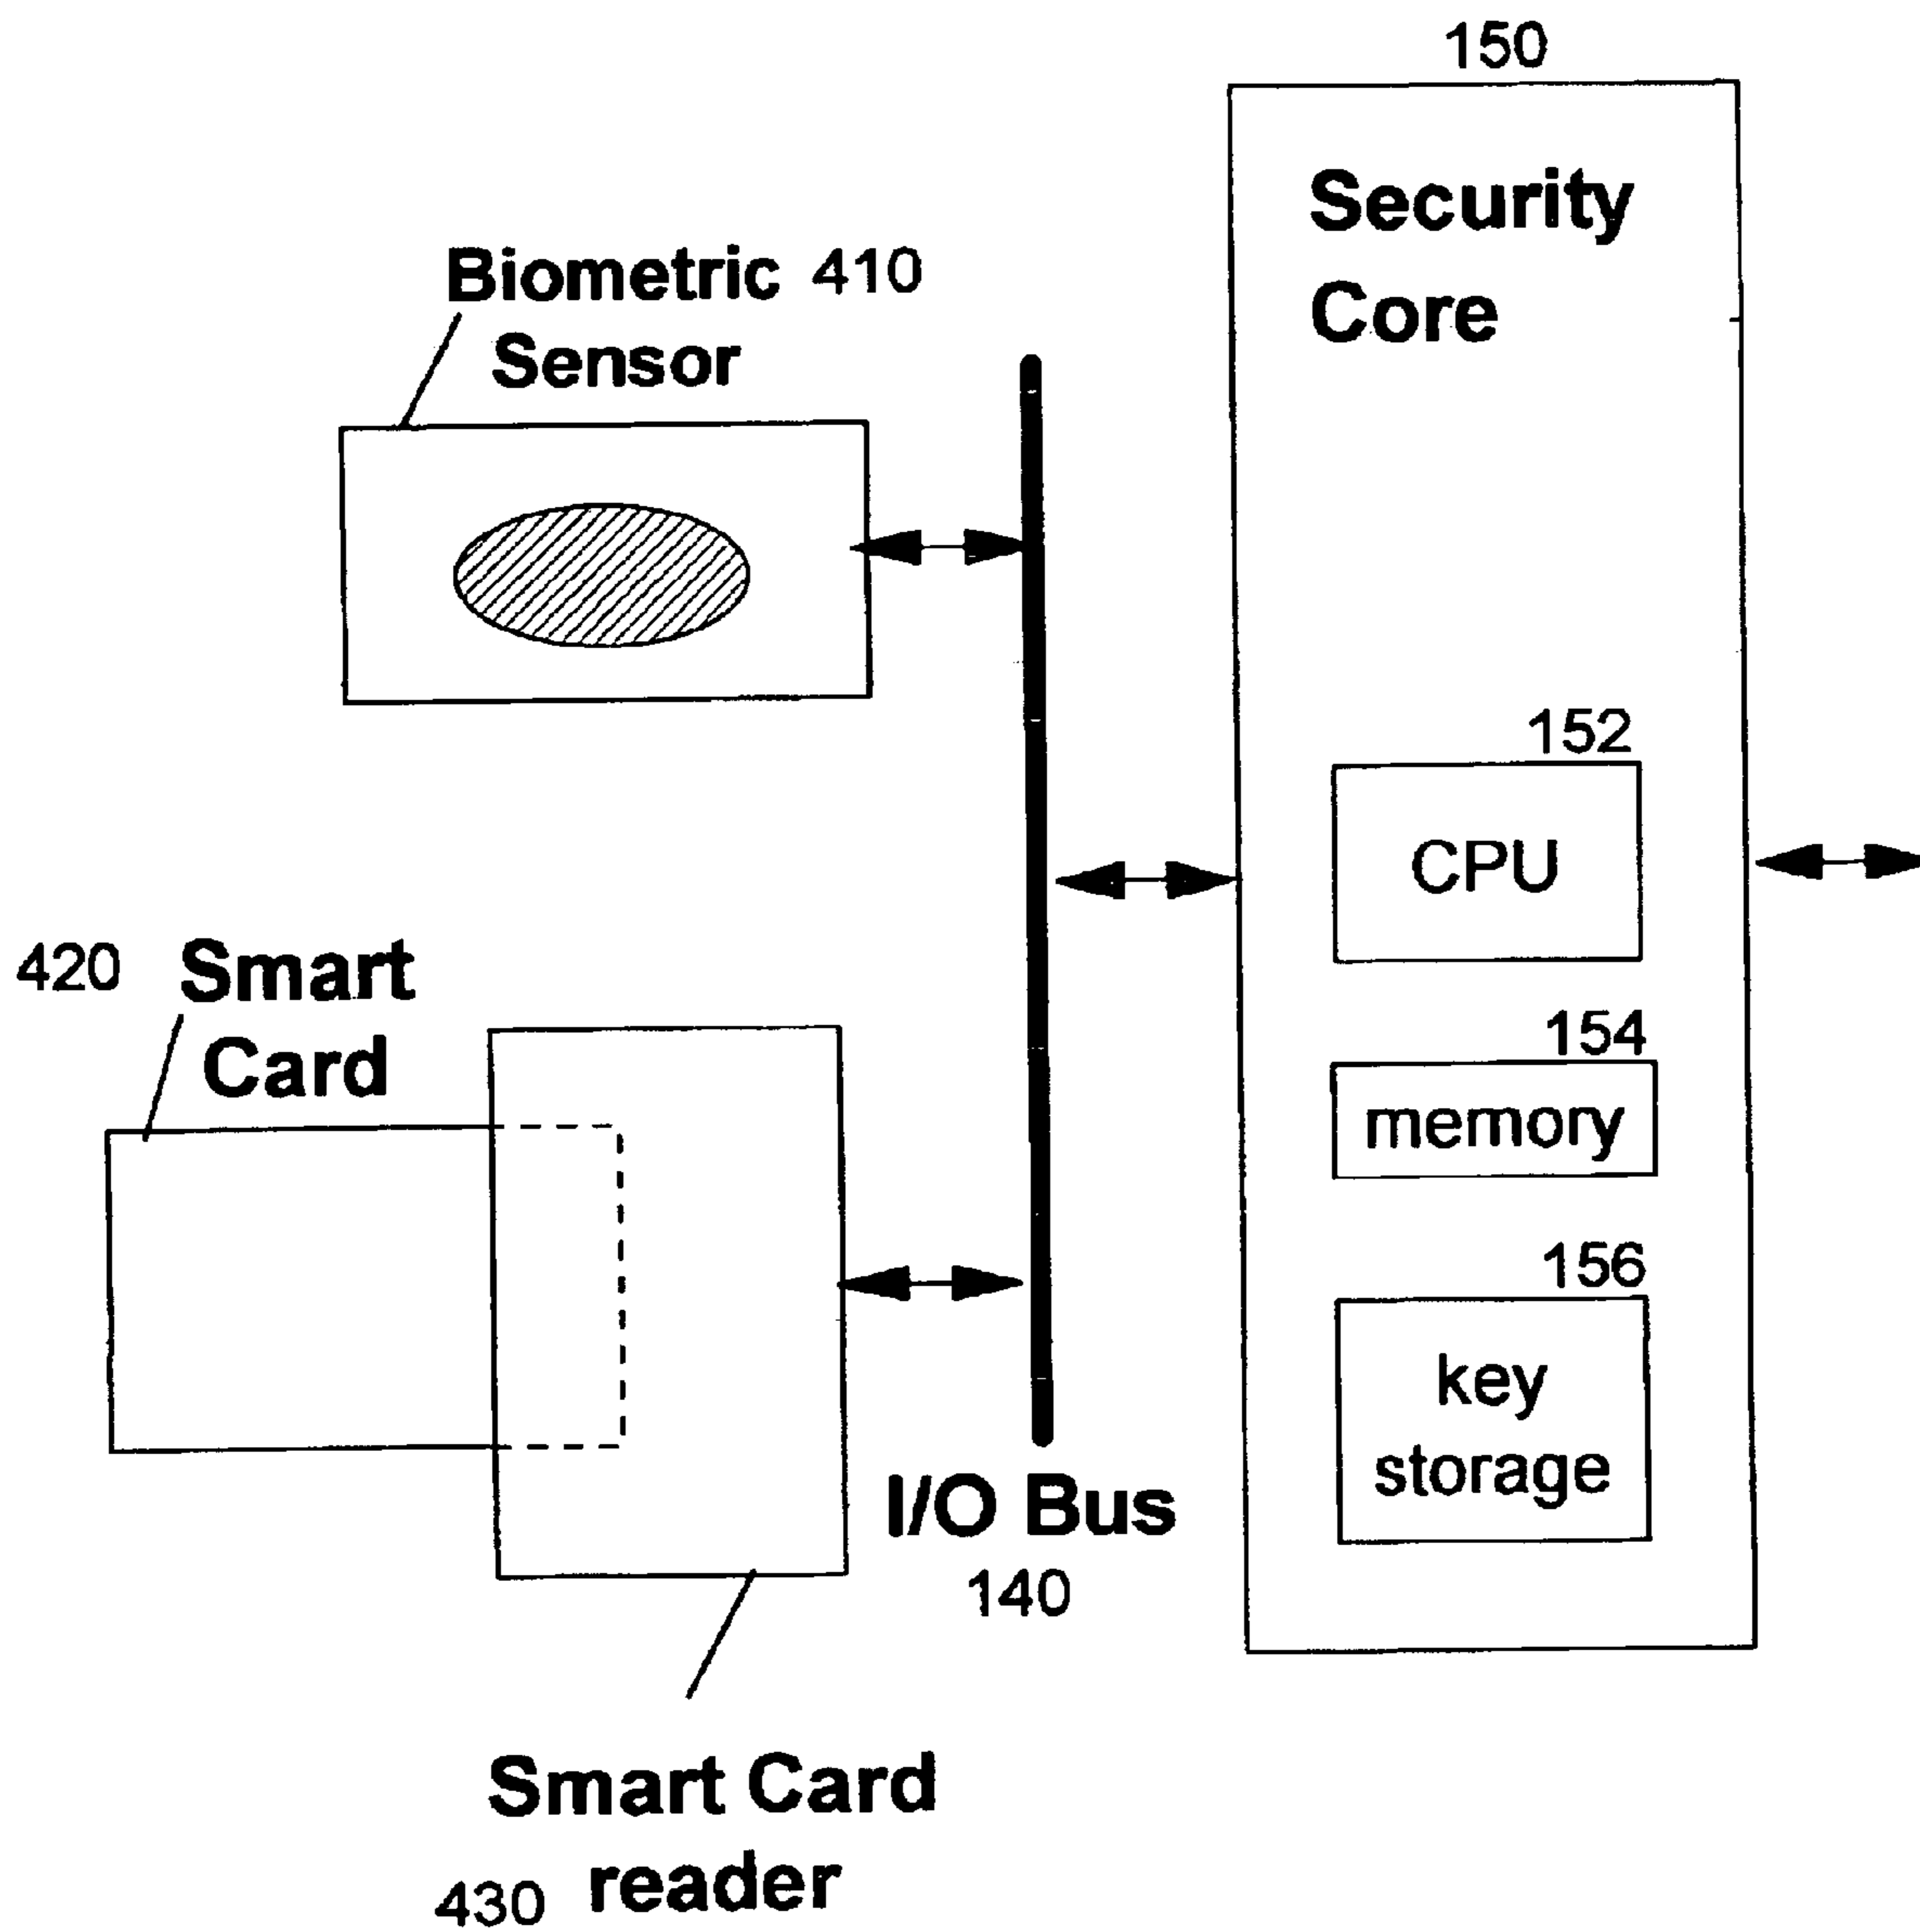 150
Security
Core
Biometric 410
Sensor
152
CPU
420 Smart
Card
154
memory
156
key
storage
I/O Bus
140
Smart Card
430 reader